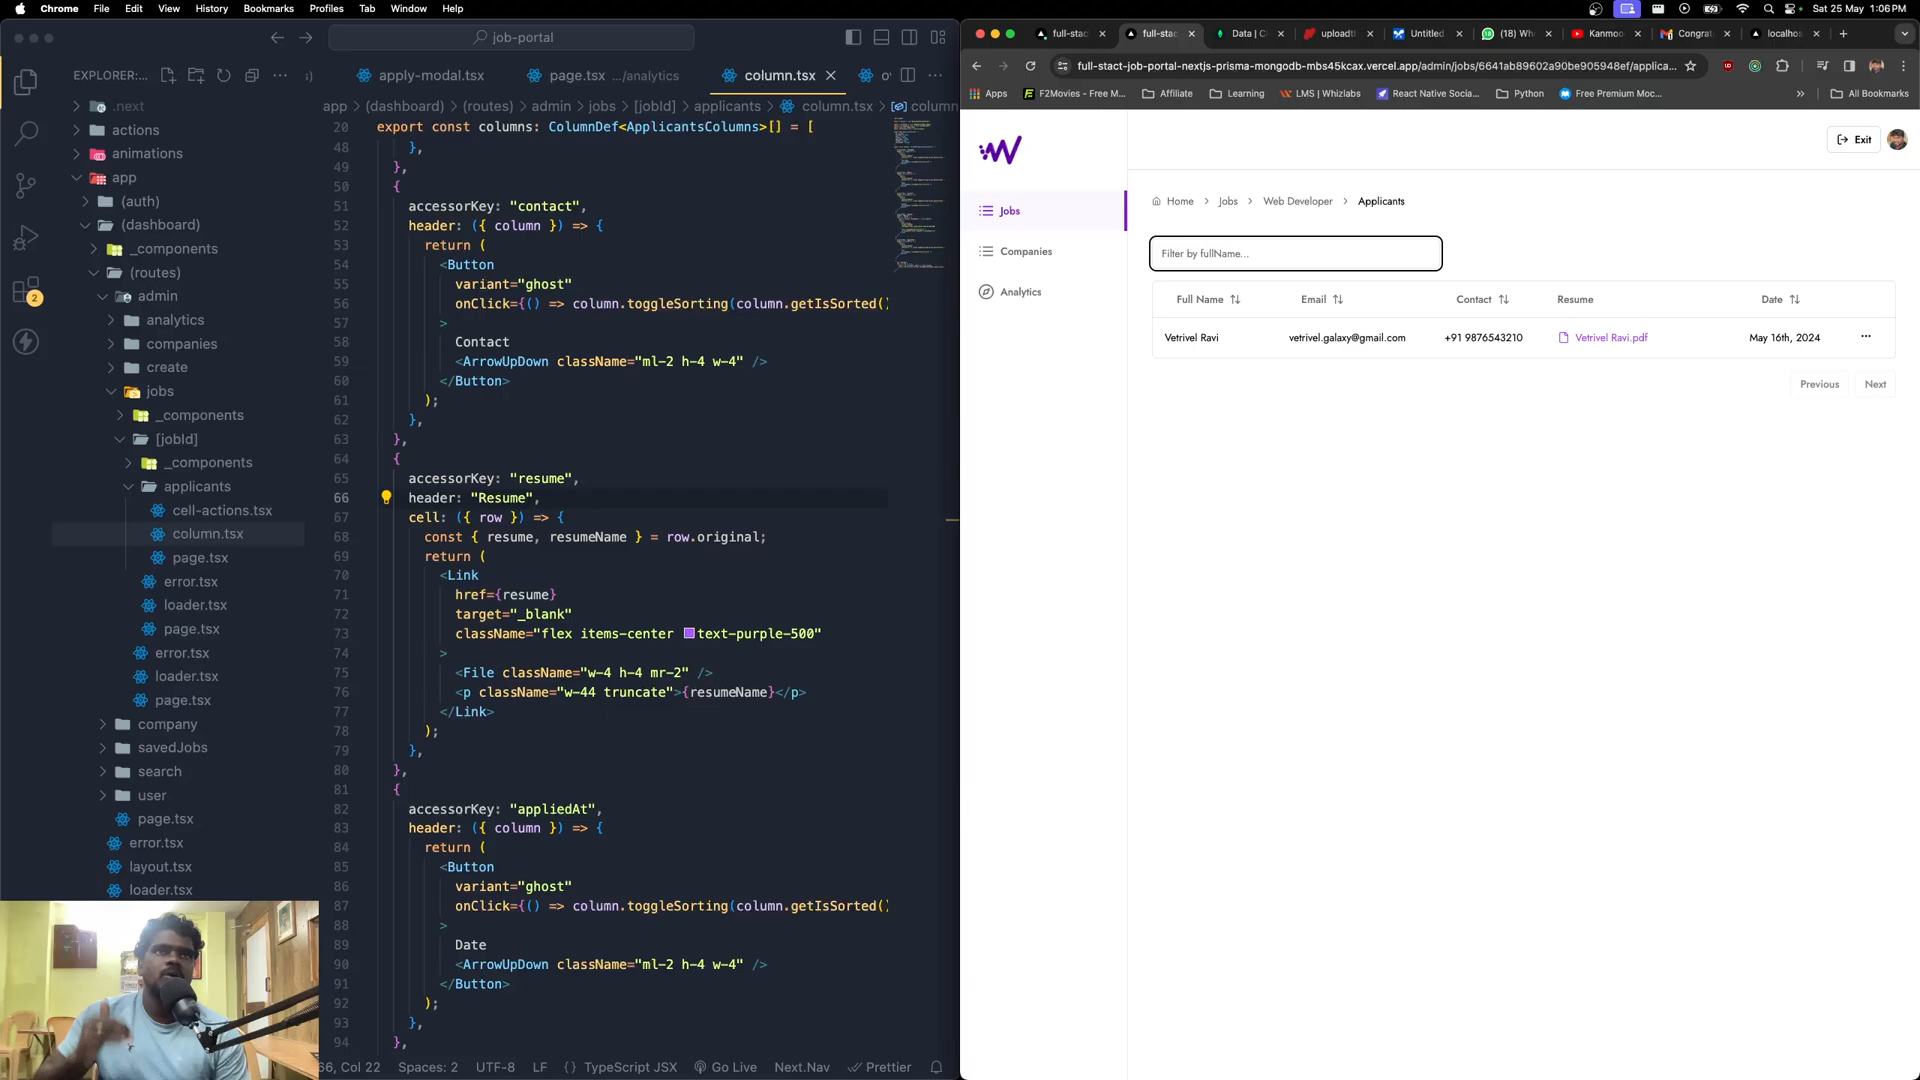 Chrome File Edit View History Bookmarks Profiles Tab Window Help
Sat 25 May 1:06 PM
job-portal
EXPLORER:...
apply-modal.tsx
page.tsx .../analytics
column.tsx
app > (dashboard) > (routes) > admin > jobs > [jobId] > applicants > column.tsx > column
.next
actions
animations
app
(auth)
(dashboard)
_components
(routes)
admin
analytics
companies
create
jobs
_components
[jobId]
_components
applicants
cell-actions.tsx
column.tsx
page.tsx
error.tsx
loader.tsx
page.tsx
error.tsx
loader.tsx
page.tsx
company
savedJobs
search
user
page.tsx
error.tsx
layout.tsx
loader.tsx
2
20 export const columns: ColumnDef<ApplicantsColumns>[] = [
48 },
49 },
50 {
51 accessorKey: "contact",
52 header: ({ column }) => {
53 return (
54 <Button
55 variant="ghost"
56 onClick={() => column.toggleSorting(column.getIsSorted()
57 >
58 Contact
59 <ArrowUpDown className="ml-2 h-4 w-4" />
60 </Button>
61 );
62 },
63 },
64 {
65 accessorKey: "resume",
66 header: "Resume",
67 cell: ({ row }) => {
68 const { resume, resumeName } = row.original;
69 return (
70 <Link
71 href={resume}
72 target="_blank"
73 className="flex items-center text-purple-500"
74 >
75 <File className="w-4 h-4 mr-2" />
76 <p className="w-44 truncate">{resumeName}</p>
77 </Link>
78 );
79 },
80 },
81 {
82 accessorKey: "appliedAt",
83 header: ({ column }) => {
84 return (
85 <Button
86 variant="ghost"
87 onClick={() => column.toggleSorting(column.getIsSorted()
88 >
89 Date
90 <ArrowUpDown className="ml-2 h-4 w-4" />
91 </Button>
92 );
93 },
94 },
66, Col 22 Spaces: 2 UTF-8 LF {} TypeScript JSX Go Live Next.Nav Prettier
full-stac full-stac Data | C uploadth Untitled (18) Wh Kanmoo Congrat localhos
full-stact-job-portal-nextjs-prisma-mongodb-mbs45kcax.vercel.app/admin/jobs/6641ab89602a90be905948ef/applica...
Apps F2Movies - Free M... Affiliate Learning LMS | Whizlabs React Native Socia... Python Free Premium Moc... » All Bookmarks
Exit
Jobs
Companies
Analytics
Home > Jobs > Web Developer > Applicants
Filter by fullName...
Full Name Email Contact Resume Date
Vetrivel Ravi vetrivel.galaxy@gmail.com +91 9876543210 Vetrivel Ravi.pdf May 16th, 2024 ...
Previous Next